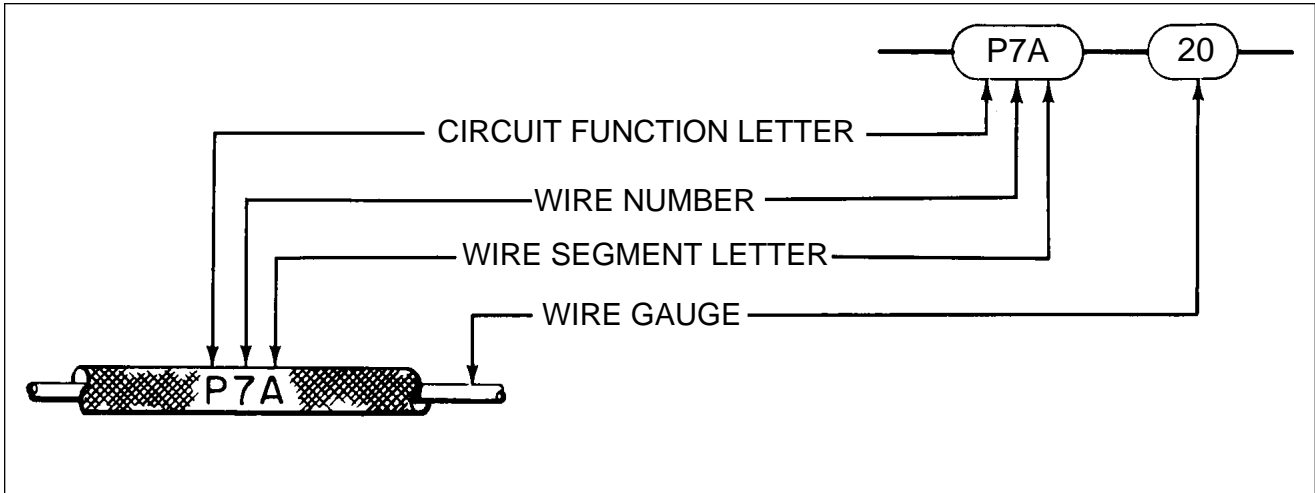 P7A 20
CIRCUIT FUNCTION LETTER
WIRE NUMBER
WIRE SEGMENT LETTER
WIRE GAUGE
P7A